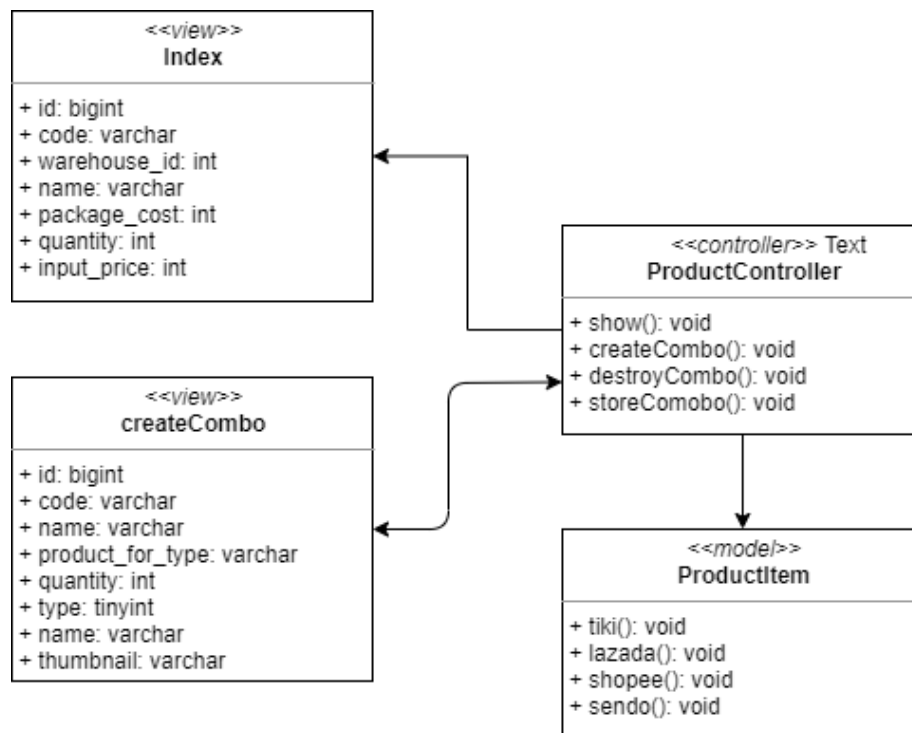 <<view>>
Index
+ id: bigint
+ code: varchar
+ warehouse_id: int
+ name: varchar
+ package_cost: int
+ quantity: int
+ input_price: int
<<controller>> Text
ProductController
+ show(): void
+ createCombo(): void
+ destroyCombo(): void
+ storeComobo(): void
<<view>>
createCombo
+ id: bigint
+ code: varchar
+ name: varchar
+ product_for_type: varchar
+ quantity: int
+ type: tinyint
+ name: varchar
+ thumbnail: varchar
<<model>>
ProductItem
+ tiki(): void
+ lazada(): void
+ shopee(): void
+ sendo(): void